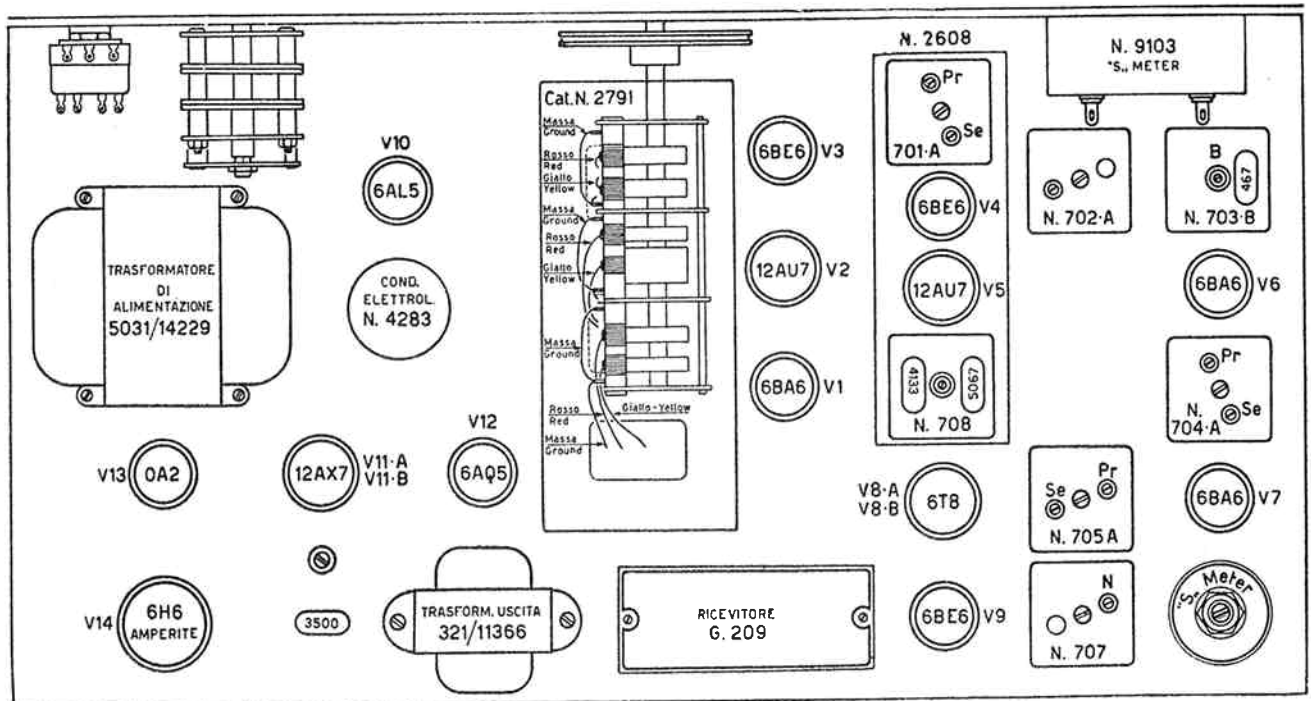 N. 9103
"S„ METER
N. 2608
Pr
Se
701·A
V10
6AL5
Cat.N. 2791
Massa
Ground
Rosso
Red
Giallo
Yellow
Massa
Ground
Rosso
Red
Giallo
Yellow
Massa
Ground
Rosso
Red
Giallo-Yellow
Massa
Ground
6BE6 V3
12AU7 V2
6BA6 V1
6BE6 V4
12AU7 V5
4133
5067
N. 708
N. 702·A
B
467
N. 703·B
6BA6 V6
Pr
Se
N.
704·A
TRASFORMATORE
DI
ALIMENTAZIONE
5031/14229
COND.
ELETTROL.
N. 4283
V12
6AQ5
V13 0A2
12AX7 V11·A
V11·B
V8·A
V8·B
6T8
Se
Pr
N. 705A
6BA6 V7
V14 6H6
AMPERITE
3500
TRASFORM. USCITA
321/11366
RICEVITORE
G. 209
6BE6 V9
N
N. 707
"S„ Meter